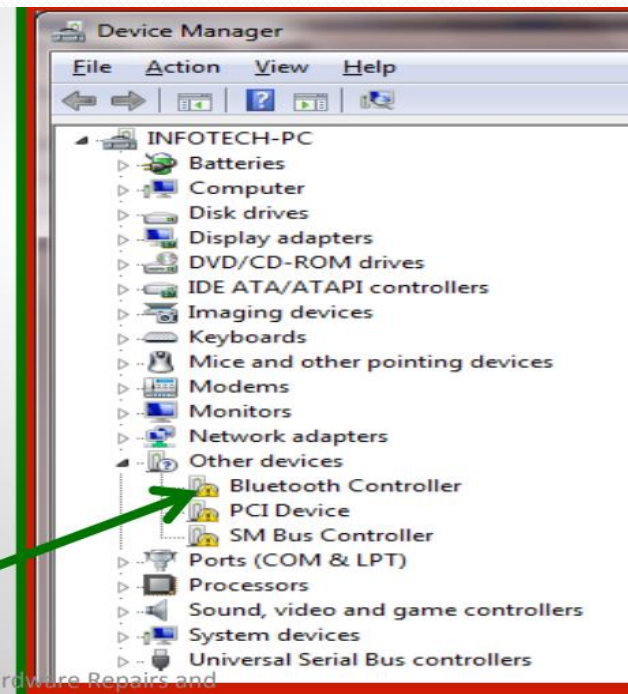 Device Manager
File Action View Help
INFOTECH-PC
Batteries
Computer
Disk drives
Display adapters
DVD/CD-ROM drives
IDE ATA/ATAPI controllers
Imaging devices
Keyboards
Mice and other pointing devices
Modems
Monitors
Network adapters
Other devices
Bluetooth Controller
PCI Device
SM Bus Controller
Ports (COM & LPT)
Processors
Sound, video and game controllers
System devices
Universal Serial Bus controllers
rdware Repairs and